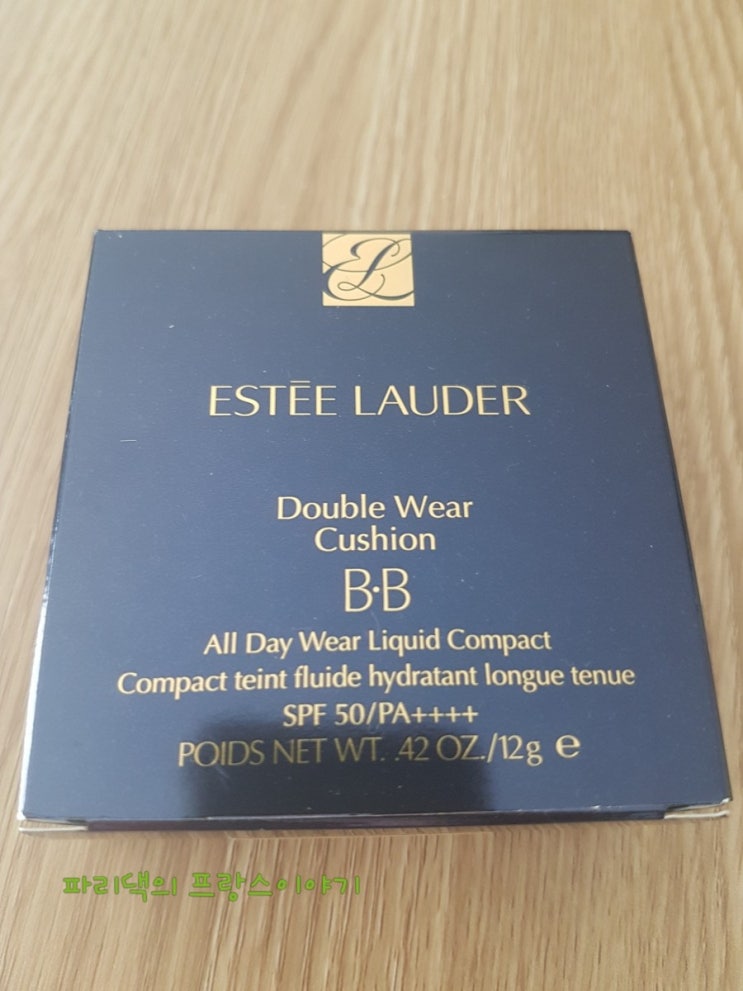 EL
ESTĒE LAUDER
Double Wear
Cushion
B·B
All Day Wear Liquid Compact
Compact teint fluide hydratant longue tenue
SPF 50/PA++++
POIDS NET WT. .42 OZ./12g ℮
파리댁의 프랑스이야기